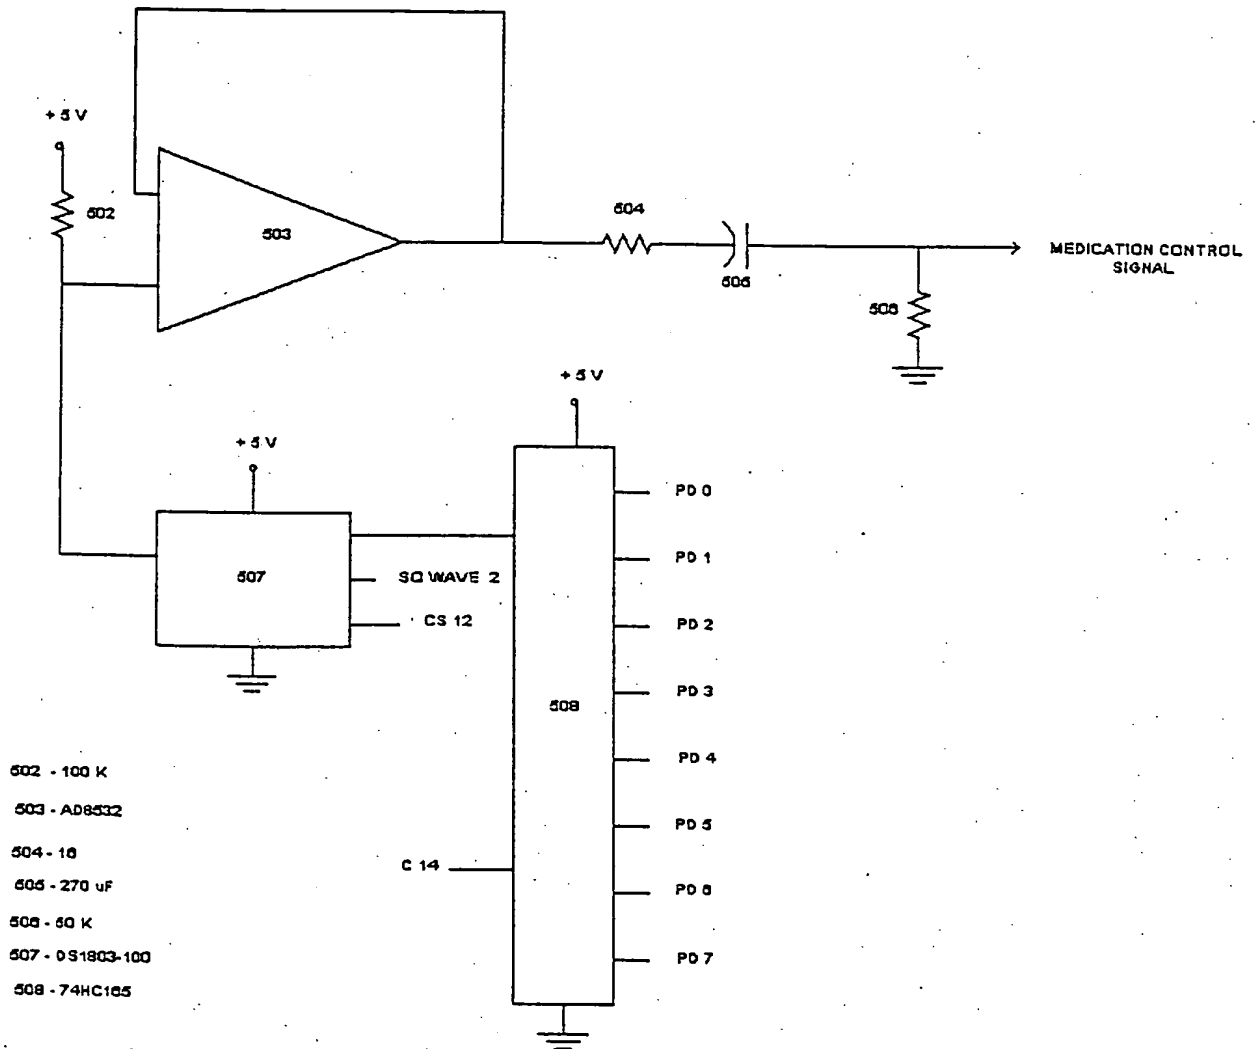 + 5 V
502
503
504
505
MEDICATION CONTROL
SIGNAL
506
+ 5 V
+ 5 V
507
SQ WAVE 2
CS 12
508
PD 0
PD 1
PD 2
PD 3
PD 4
PD 5
PD 6
PD 7
C 14
502 - 100 K
503 - AD8532
504 - 16
505 - 270 uF
506 - 50 K
507 - DS1803-100
508 - 74HC165